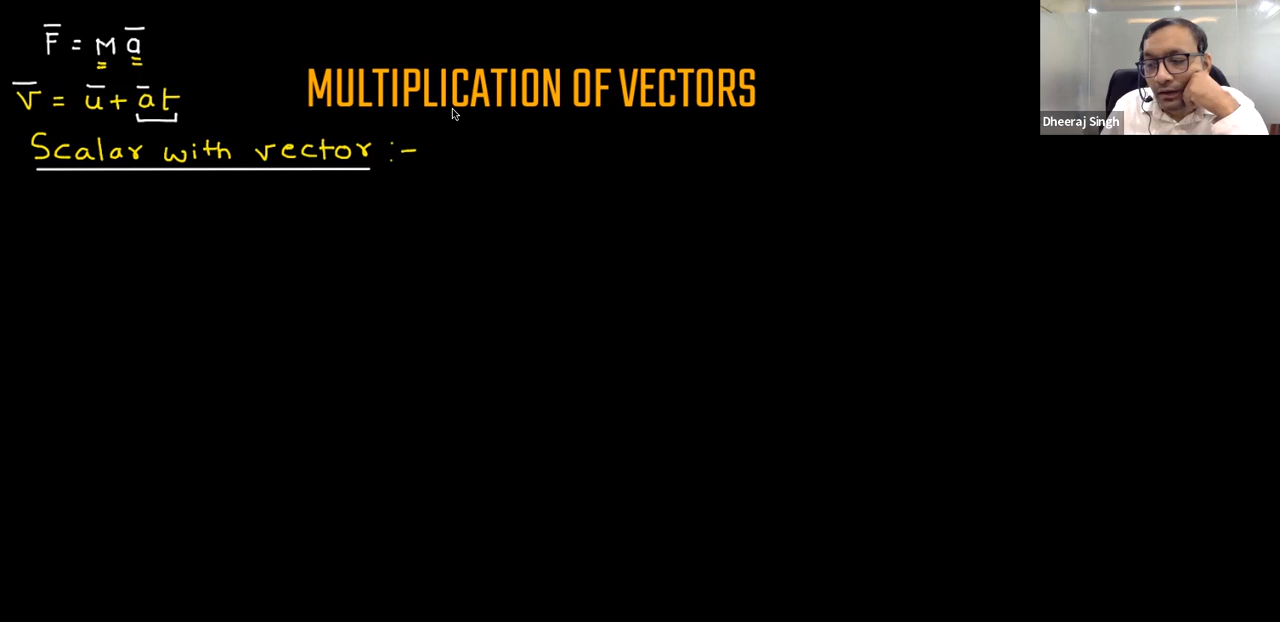 F̅ = M a̅
MULTIPLICATION OF VECTORS
V̅ = u̅ + a̅t
Scalar with vector :-
Dheeraj Singh